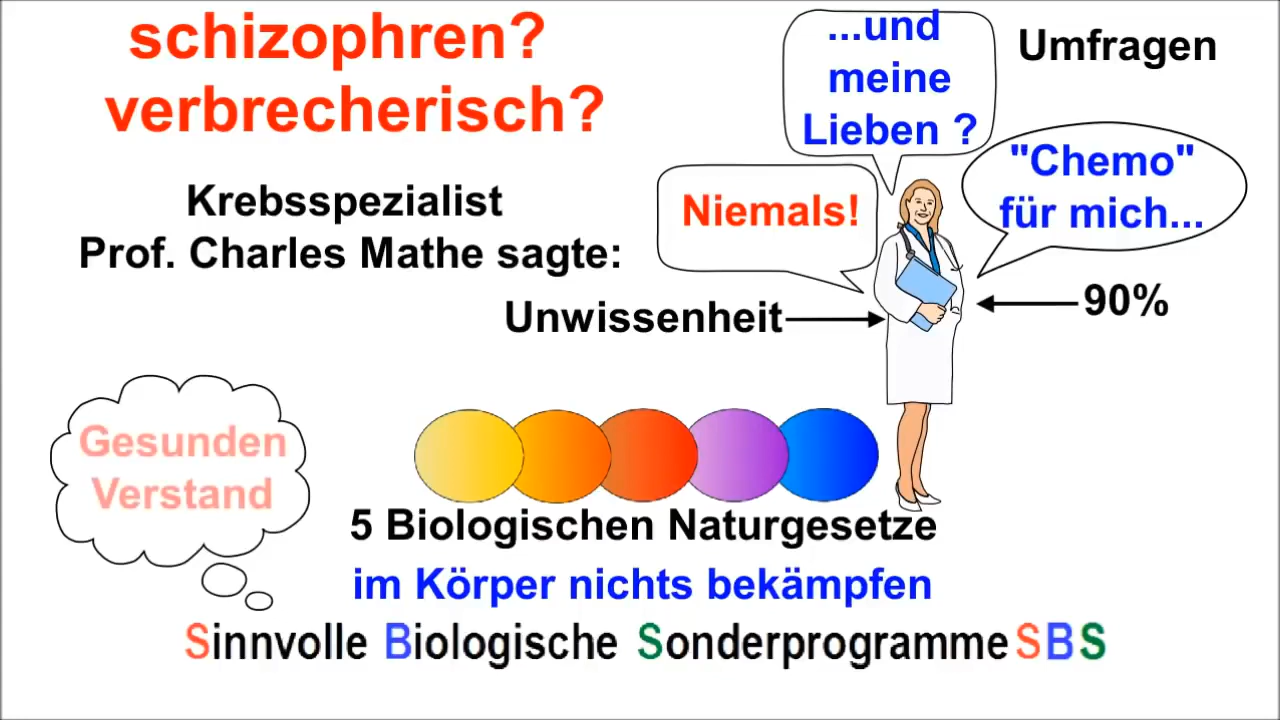 schizophren?
verbrecherisch?
Krebsspezialist
Prof. Charles Mathe sagte:
Unwissenheit
Niemals!
...und
meine
Lieben ?
Umfragen
"Chemo"
für mich...
90%
Gesunden
Verstand
5 Biologischen Naturgesetze
im Körper nichts bekämpfen
Sinnvolle Biologische Sonderprogramme SBS